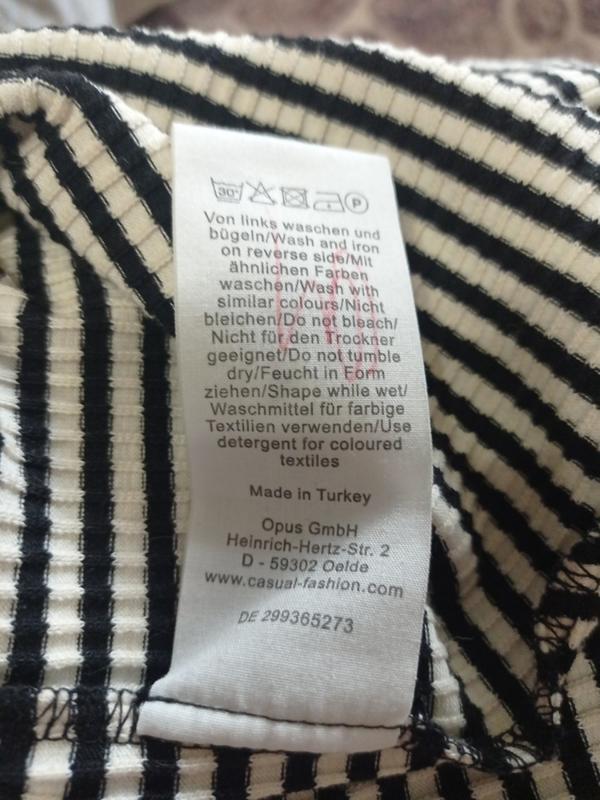 30°
P
Von links waschen und
bügeln/Wash and iron
on reverse side/Mit
ähnlichen Farben
waschen/Wash with
similar colours/Nicht
bleichen/Do not bleach/
Nicht für den Trockner
geeignet/Do not tumble
dry/Feucht in Form
ziehen/Shape while wet/
Waschmittel für farbige
Textilien verwenden/Use
detergent for coloured
textiles
Made in Turkey
Opus GmbH
Heinrich-Hertz-Str. 2
D - 59302 Oelde
www.casual-fashion.com
DE 299365273